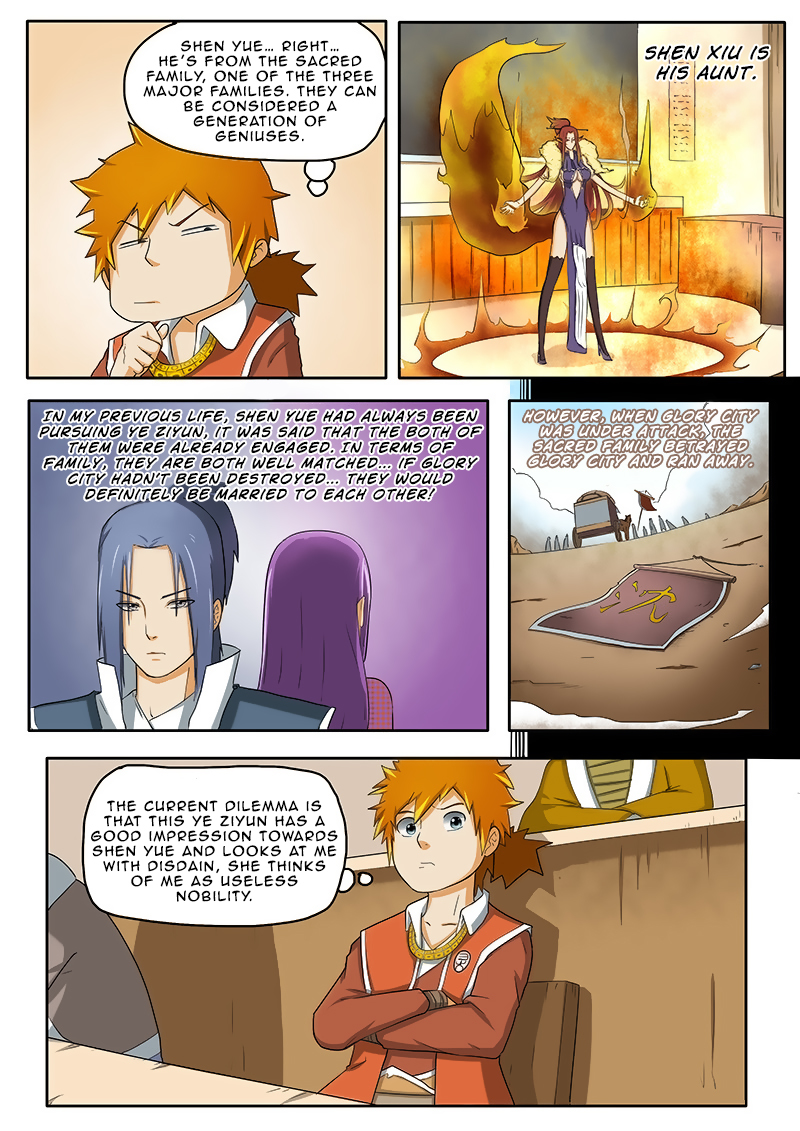 SHEN YUE... RIGHT...
HE'S FROM THE SACRED
FAMILY, ONE OF THE THREE
MAJOR FAMILIES. THEY CAN
BE CONSIDERED A
GENERATION OF
GENIUSES.
SHEN XIU IS
HIS AUNT.
IN MY PREVIOUS LIFE, SHEN YUE HAD ALWAYS BEEN
PURSUING YE ZIYUN, IT WAS SAID THAT THE BOTH OF
THEM WERE ALREADY ENGAGED. IN TERMS OF
FAMILY, THEY ARE BOTH WELL MATCHED... IF GLORY
CITY HADN'T BEEN DESTROYED... THEY WOULD
DEFINITELY BE MARRIED TO EACH OTHER!
HOWEVER, WHEN GLORY CITY
WAS UNDER ATTACK, THE
SACRED FAMILY BETRAYED
GLORY CITY AND RAN AWAY.
THE CURRENT DILEMMA IS
THAT THIS YE ZIYUN HAS A
GOOD IMPRESSION TOWARDS
SHEN YUE AND LOOKS AT ME
WITH DISDAIN, SHE THINKS
OF ME AS USELESS
NOBILITY.